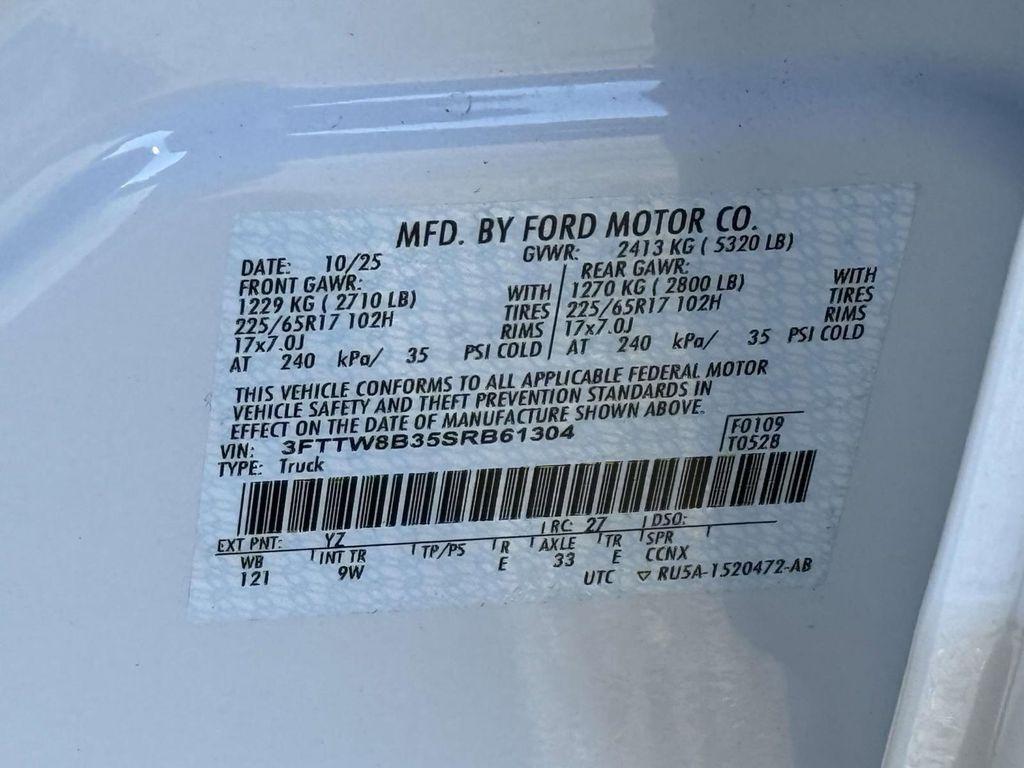 MFD. BY FORD MOTOR CO.
DATE: 10/25 GVWR: 2413 KG ( 5320 LB)
FRONT GAWR: REAR GAWR:
1229 KG ( 2710 LB) WITH 1270 KG ( 2800 LB) WITH
225/65R17 102H TIRES 225/65R17 102H TIRES
17x7.0J RIMS 17x7.0J RIMS
AT 240 kPa/ 35 PSI COLD AT 240 kPa/ 35 PSI COLD
THIS VEHICLE CONFORMS TO ALL APPLICABLE FEDERAL MOTOR
VEHICLE SAFETY AND THEFT PREVENTION STANDARDS IN
EFFECT ON THE DATE OF MANUFACTURE SHOWN ABOVE.
VIN: 3FTTW8B35SRB61304 F0109
TYPE: Truck T0528
EXT PNT: YZ RC: 27 DSO:
WB INT TR TP/PS R AXLE TR SPR
121 9W E 33 E CCNX
UTC ▽ RU5A-1520472-AB